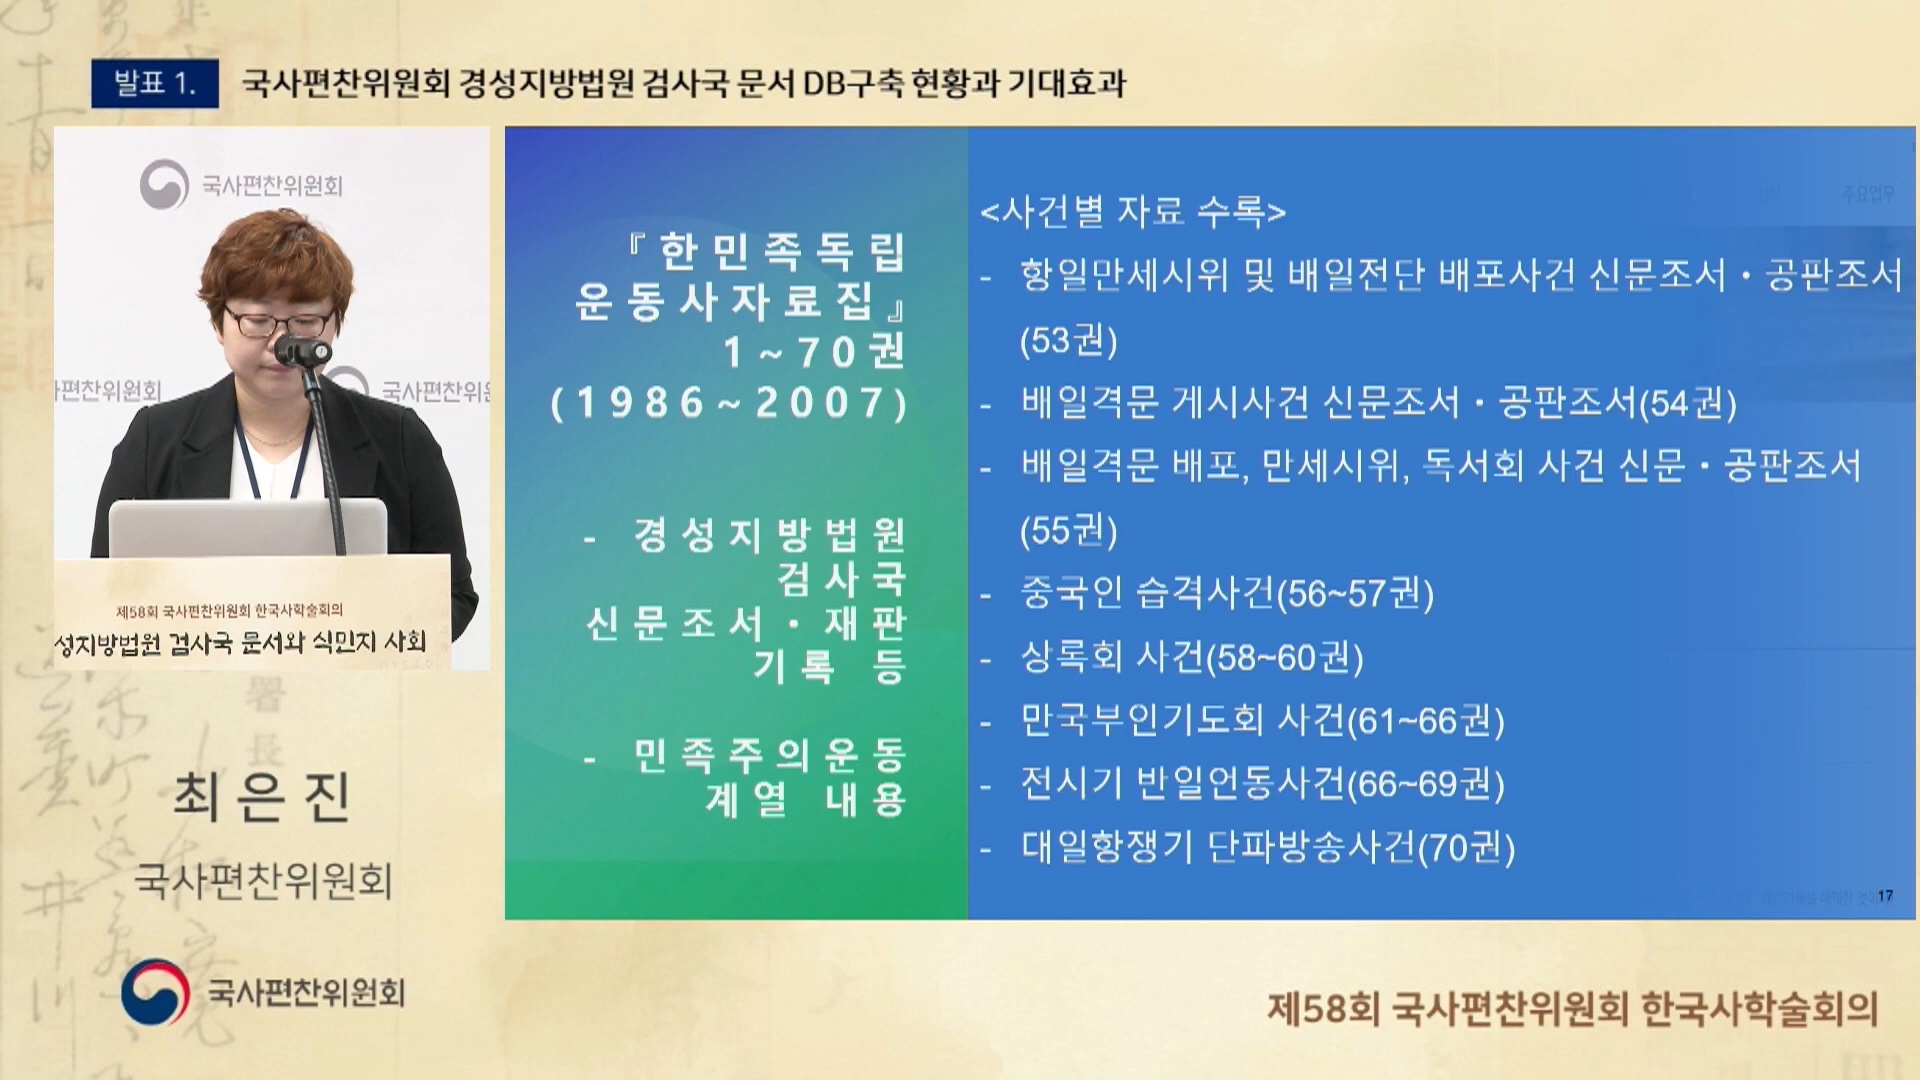 발표 1.
국사편찬위원회 경성지방법원 검사국 문서 DB구축 현황과 기대효과
국사편찬위원회
국사편찬위원회
제58회 국사편찬위원회 한국사학술회의
성지방법원 검사국 문서와 식민지 사회
최은진
국사편찬위원회
국사편찬위원회
『한민족독립
운동사자료집』
1~70권
(1986~2007)
- 경성지방법원
검사국
신문조서・재판
기록 등
- 민족주의운동
계열 내용
<사건별 자료 수록>
- 항일만세시위 및 배일전단 배포사건 신문조서・공판조서
(53권)
- 배일격문 게시사건 신문조서・공판조서(54권)
- 배일격문 배포, 만세시위, 독서회 사건 신문・공판조서
(55권)
- 중국인 습격사건(56~57권)
- 상록회 사건(58~60권)
- 만국부인기도회 사건(61~66권)
- 전시기 반일언동사건(66~69권)
- 대일항쟁기 단파방송사건(70권)
17
제58회 국사편찬위원회 한국사학술회의